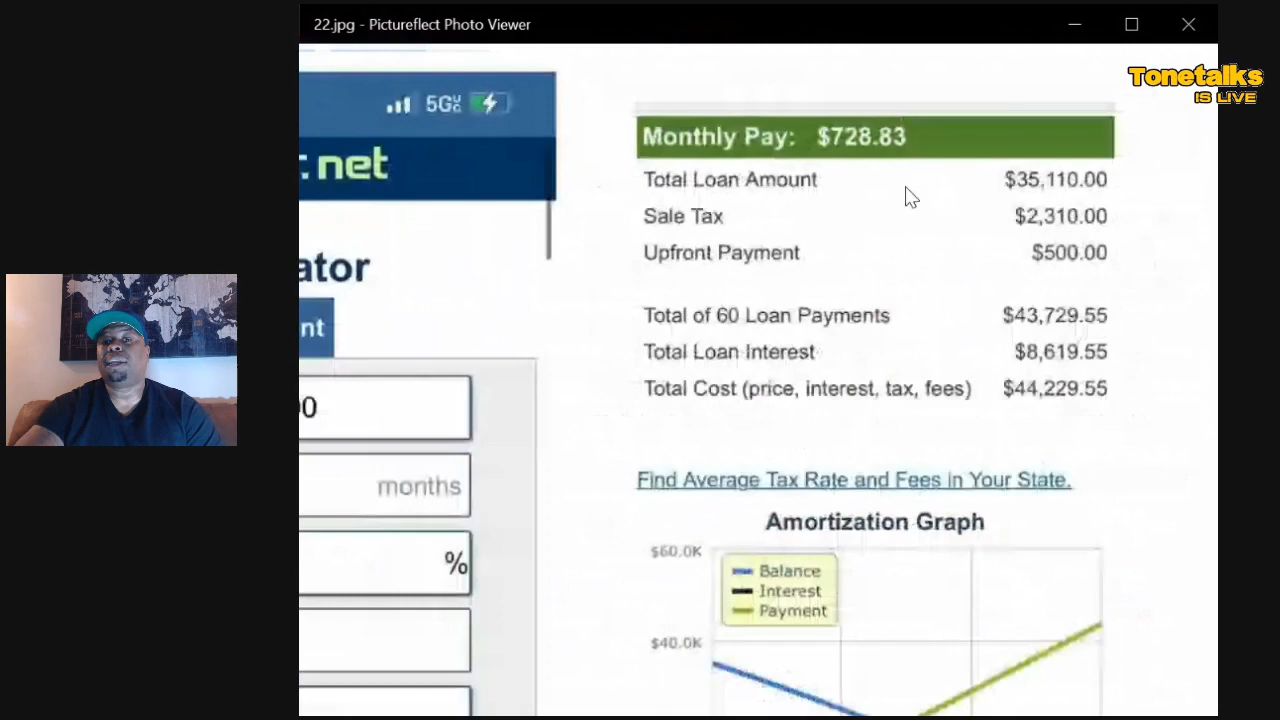 22.jpg - Pictureflect Photo Viewer
Tonetalks
IS LIVE
5G
net
ator
nt
months
%
Monthly Pay: $728.83
Total Loan Amount $35,110.00
Sale Tax $2,310.00
Upfront Payment $500.00
Total of 60 Loan Payments $43,729.55
Total Loan Interest $8,619.55
Total Cost (price, interest, tax, fees) $44,229.55
Find Average Tax Rate and Fees in Your State.
Amortization Graph
$60.0K
Balance
Interest
Payment
$40.0K